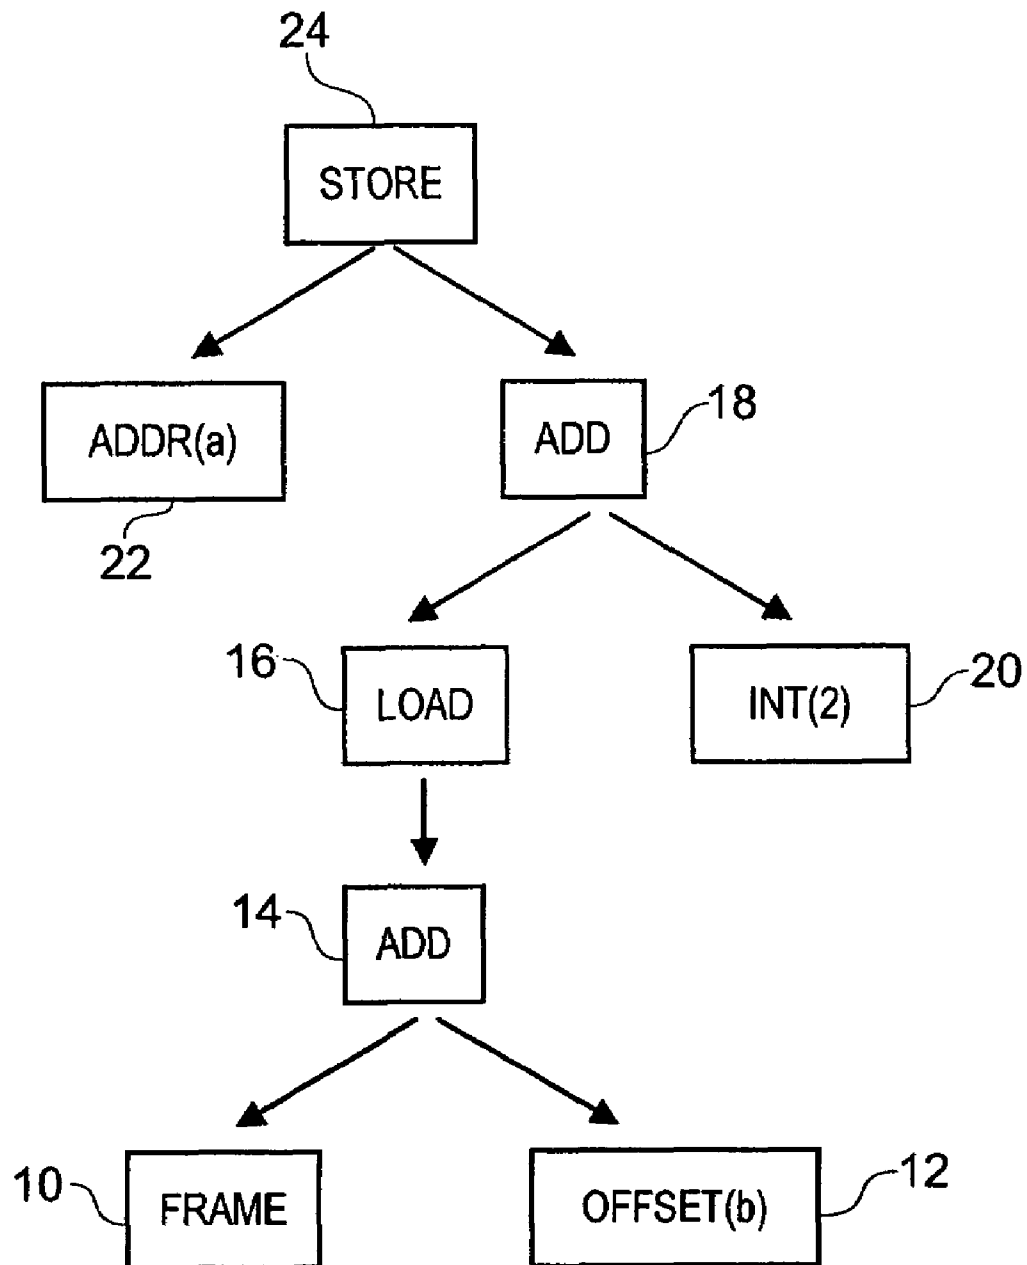 24
STORE
ADDR(a)
ADD
18
22
16
LOAD
INT(2)
20
14
ADD
10
FRAME
OFFSET(b)
12